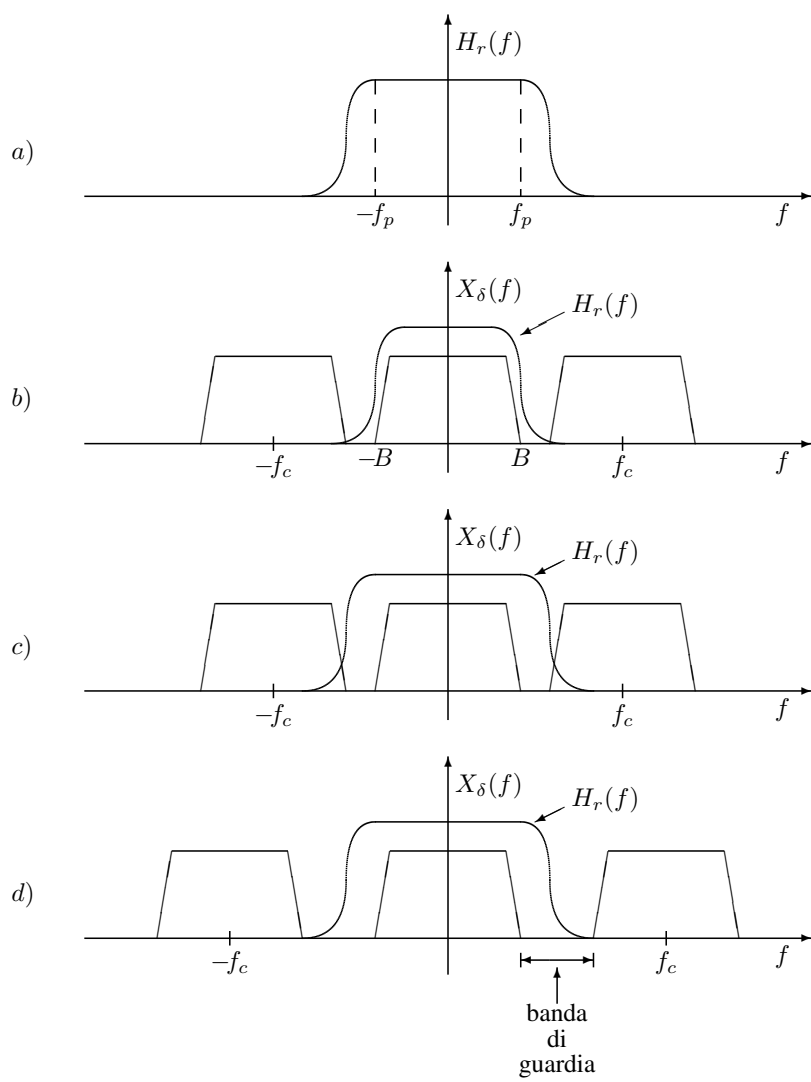 H_r(f)
a)
−f_p
f_p
f
X_δ(f)
H_r(f)
b)
−f_c
−B
B
f_c
f
X_δ(f)
H_r(f)
c)
−f_c
f_c
f
X_δ(f)
H_r(f)
d)
−f_c
f_c
f
banda
di
guardia